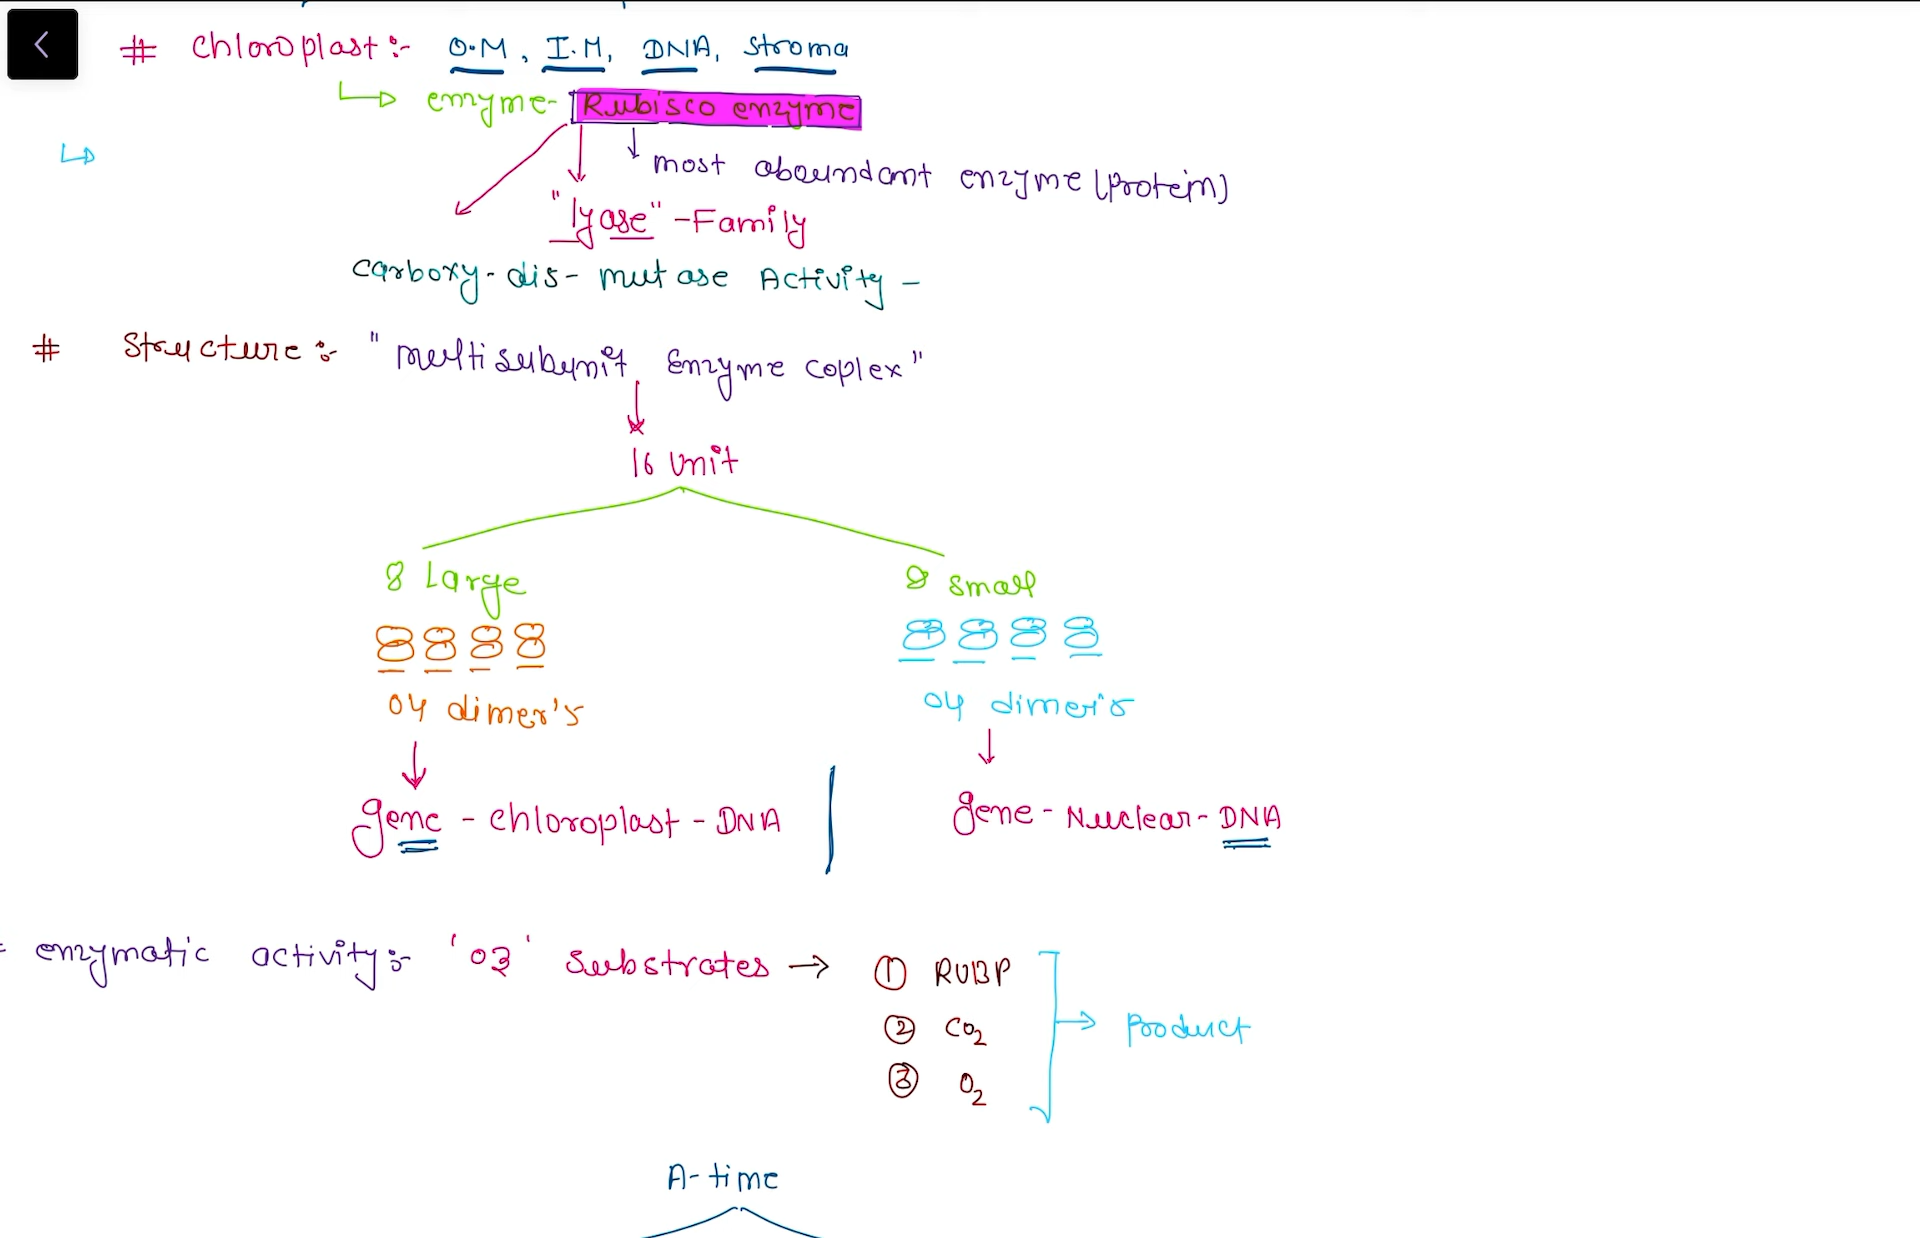 # Chloroplast :- O.M, I.M, DNA, Stroma
enzyme- Rubisco enzyme
most aboundant enzyme (Protein)
"lyase" -Family
Carboxy-dis-mutase Activity -
# Structure :- "multisubunit Enzyme coplex"
16 Unit
8 Large 8 small
8 8 8 8 8 8 8 8
04 dimer's 04 dimer's
gene - chloroplast - DNA gene - Nuclear - DNA
enzymatic activity :- '03' Substrates → ① RUBP
② CO2 → Product
③ O2
A-time